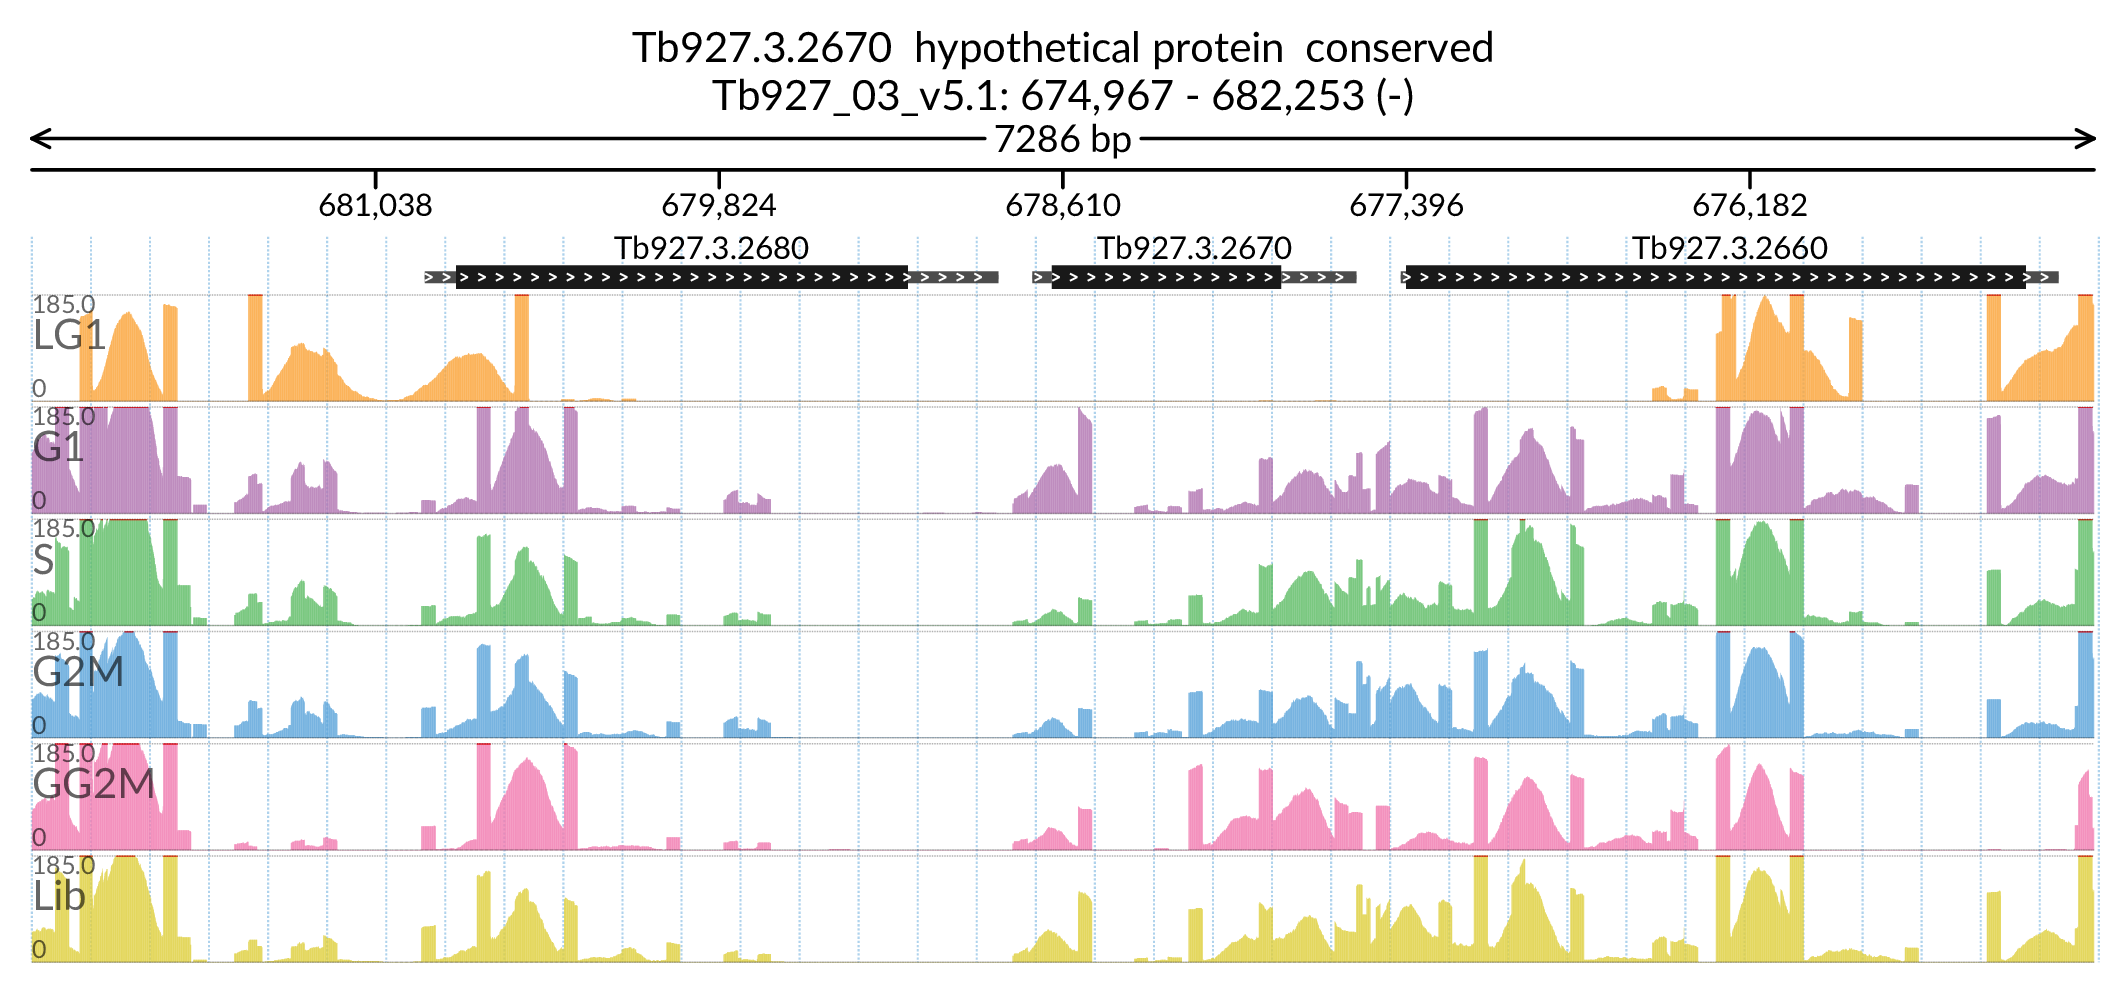 Tb927.3.2670 hypothetical protein conserved
Tb927_03_v5.1: 674,967 - 682,253 (-)
7286 bp
681,038 679,824 678,610 677,396 676,182
Tb927.3.2680 Tb927.3.2670 Tb927.3.2660
185.0
LG1
0
185.0
G1
0
185.0
S
0
185.0
G2M
0
185.0
GG2M
0
185.0
Lib
0